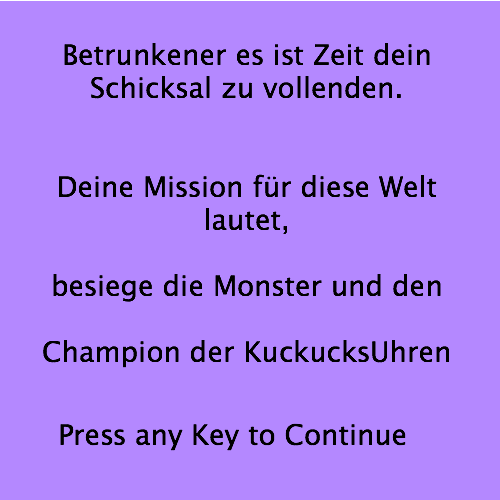 Betrunkener es ist Zeit dein
Schicksal zu vollenden.
Deine Mission für diese Welt
lautet,
besiege die Monster und den
Champion der KuckucksUhren
Press any Key to Continue